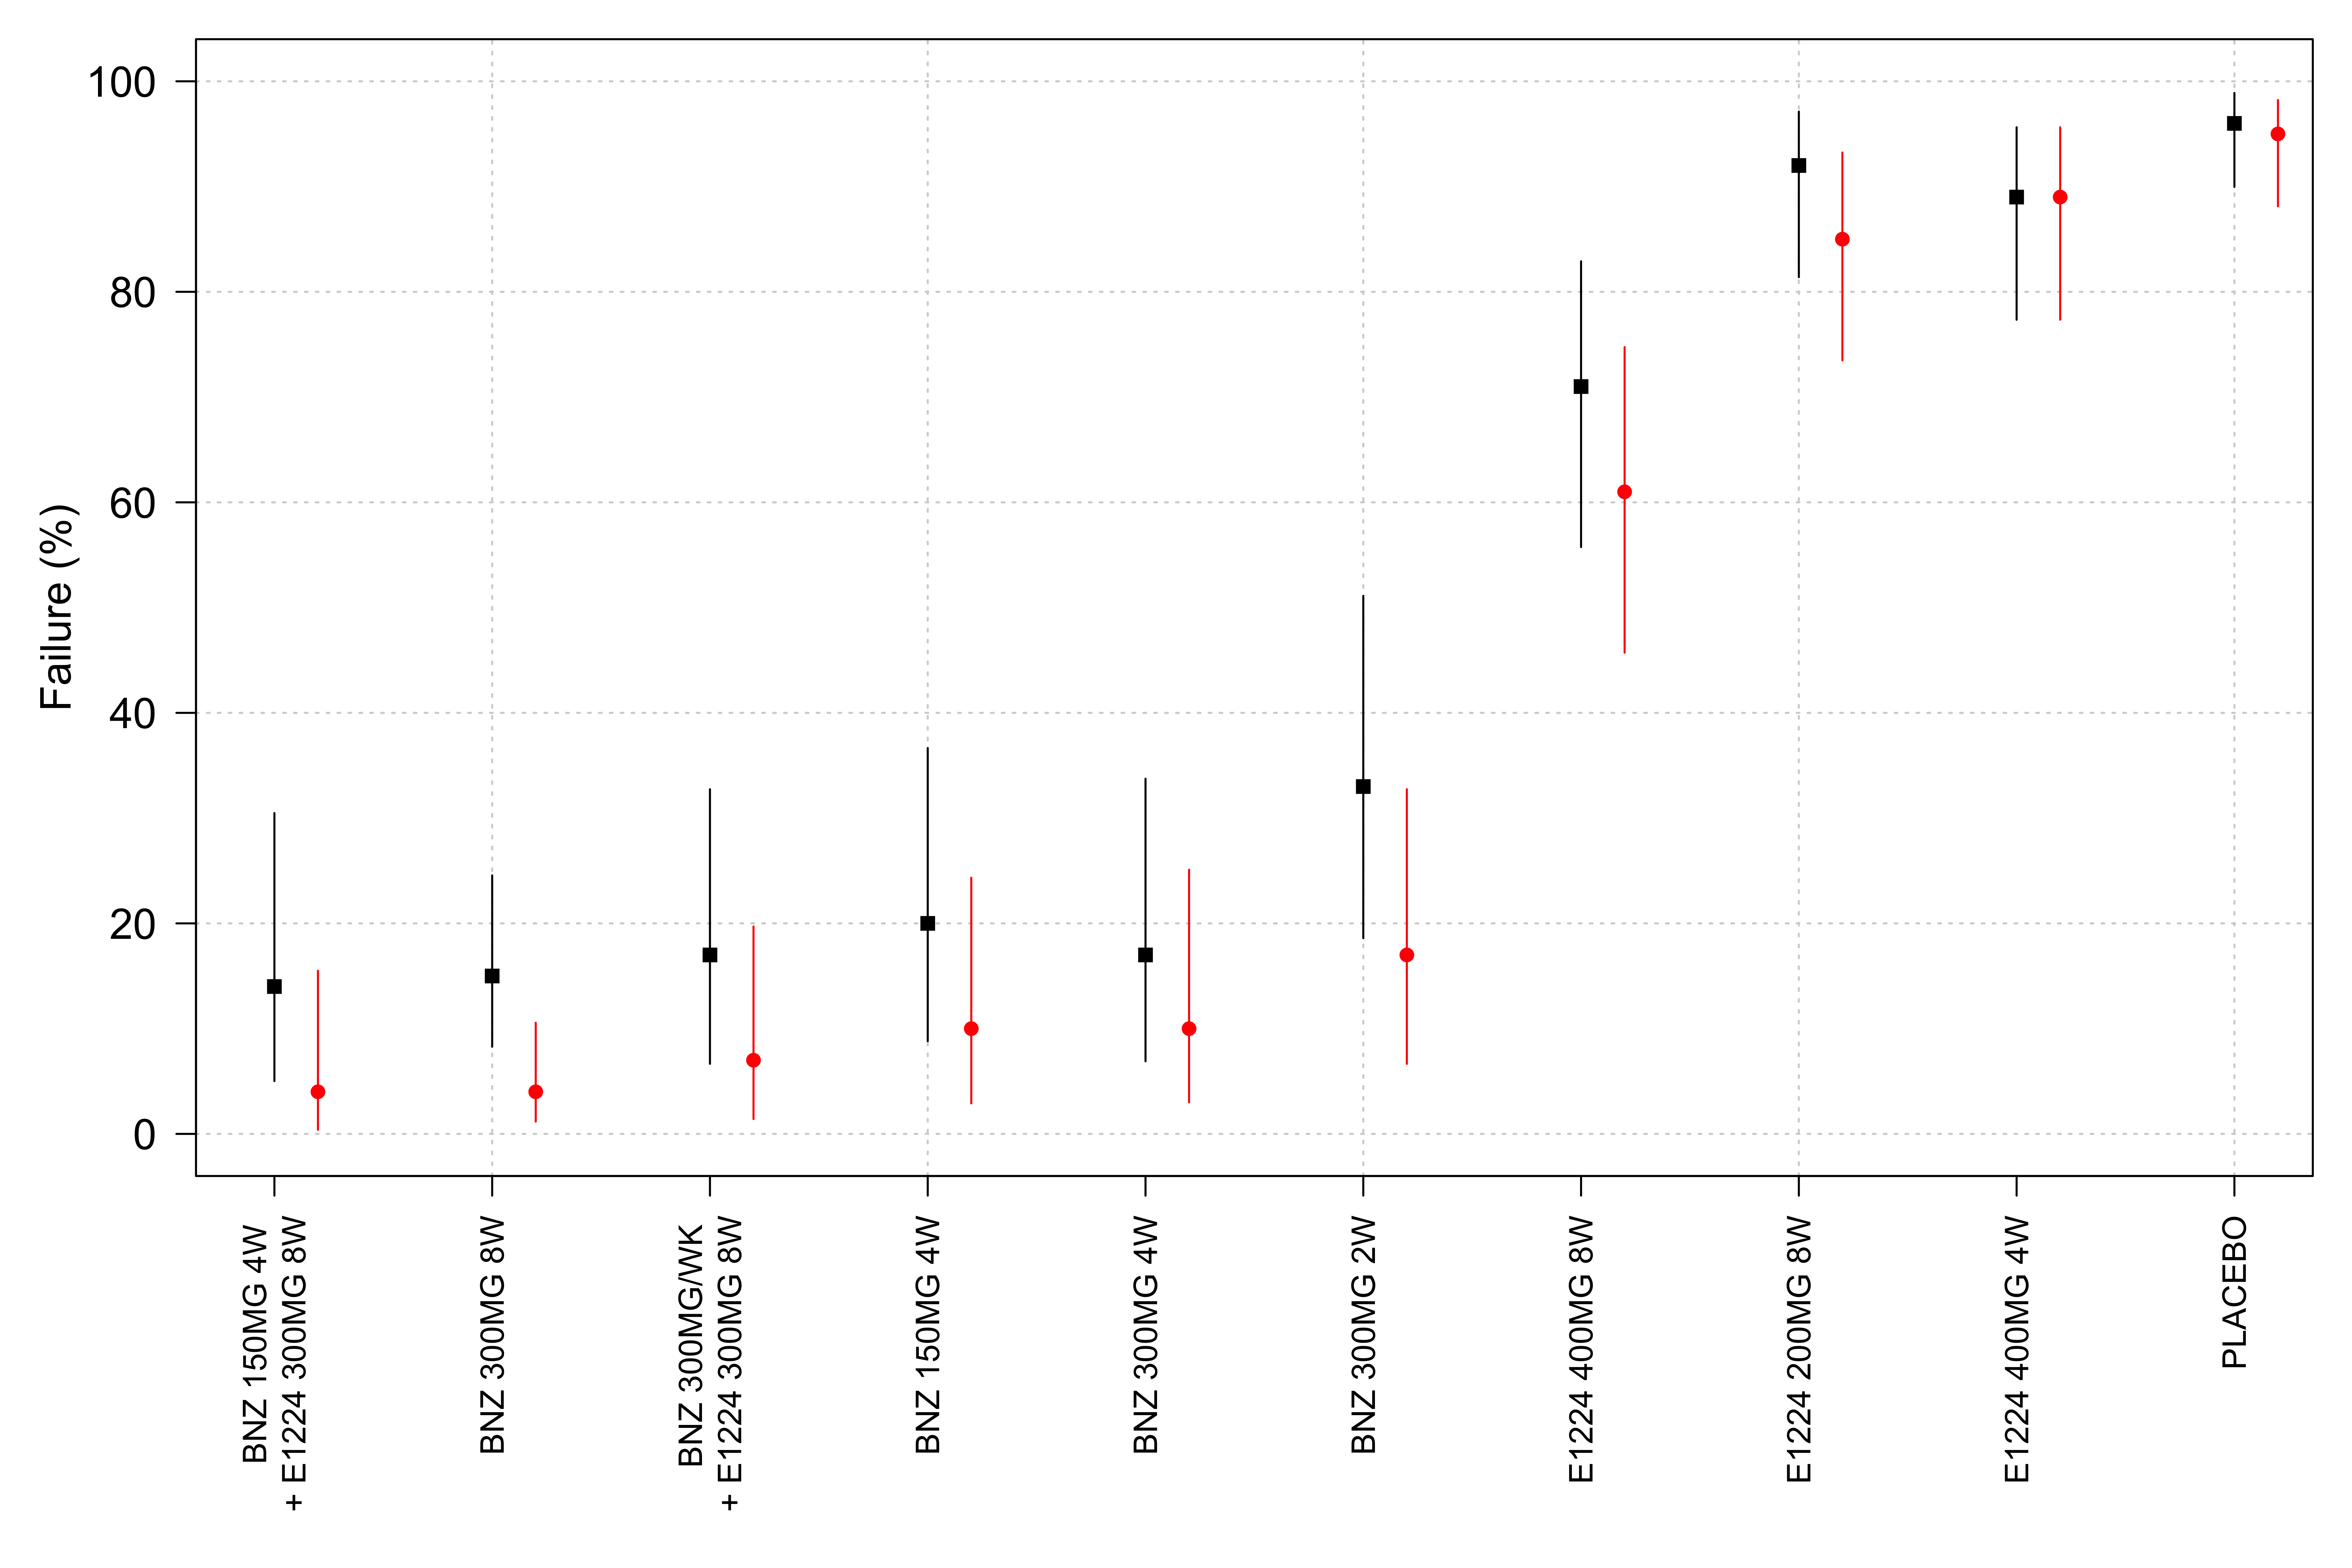 Failure (%)
100
80
60
40
20
0
BNZ 150MG 4W
+ E1224 300MG 8W
BNZ 300MG 8W
BNZ 300MG/WK
+ E1224 300MG 8W
BNZ 150MG 4W
BNZ 300MG 4W
BNZ 300MG 2W
E1224 400MG 8W
E1224 200MG 8W
E1224 400MG 4W
PLACEBO